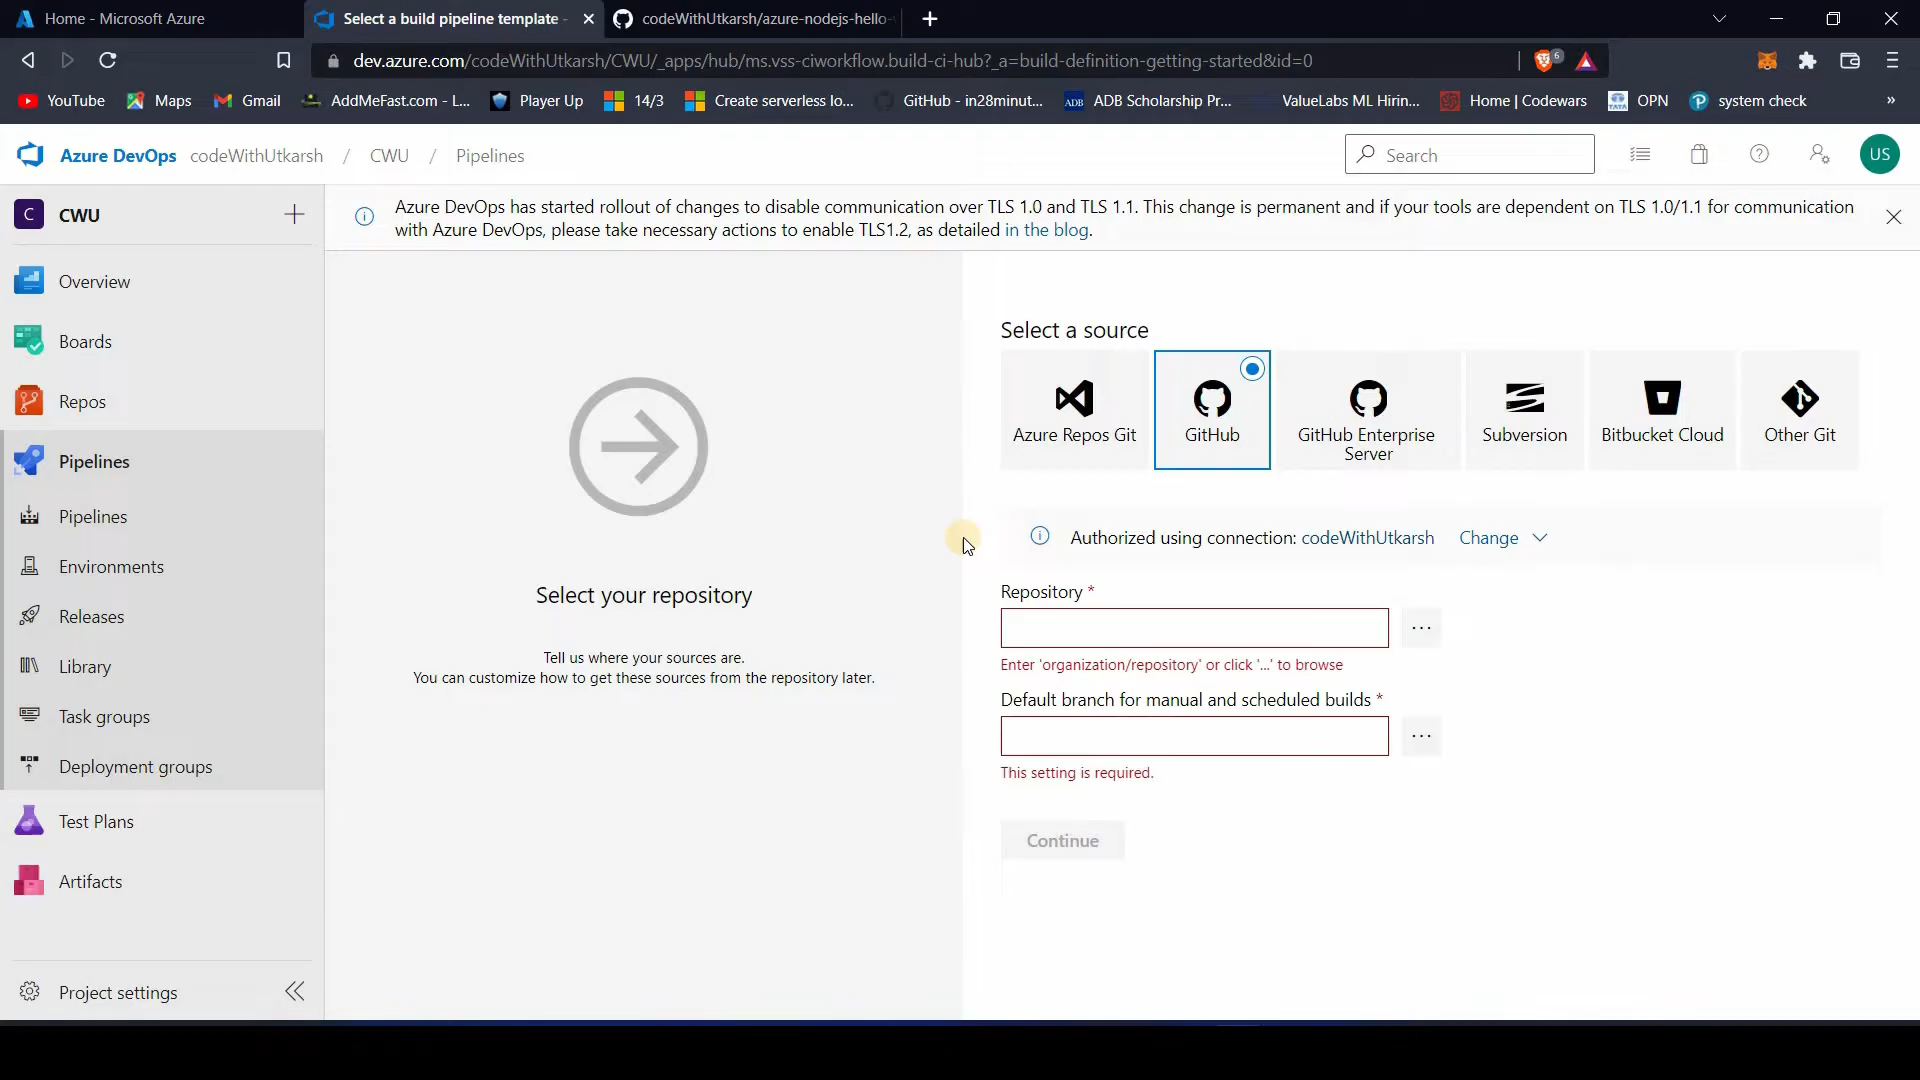 Home - Microsoft Azure
Select a build pipeline template -
codeWithUtkarsh/azure-nodejs-hello-
dev.azure.com/codeWithUtkarsh/CWU/_apps/hub/ms.vss-ciworkflow.build-ci-hub?_a=build-definition-getting-started&id=0
6
YouTube
Maps
Gmail
AddMeFast.com - L...
Player Up
14/3
Create serverless lo...
GitHub - in28minut...
ADB
ADB Scholarship Pr...
ValueLabs ML Hirin...
Home | Codewars
TATA
OPN
system check
»
Azure DevOps
codeWithUtkarsh / CWU / Pipelines
Search
US
C
CWU
Azure DevOps has started rollout of changes to disable communication over TLS 1.0 and TLS 1.1. This change is permanent and if your tools are dependent on TLS 1.0/1.1 for communication
with Azure DevOps, please take necessary actions to enable TLS1.2, as detailed in the blog.
Overview
Boards
Repos
Pipelines
Pipelines
Environments
Releases
Library
Task groups
Deployment groups
Test Plans
Artifacts
Project settings
Select your repository
Tell us where your sources are.
You can customize how to get these sources from the repository later.
Select a source
Azure Repos Git
GitHub
GitHub Enterprise
Server
Subversion
Bitbucket Cloud
Other Git
Authorized using connection: codeWithUtkarsh
Change
Repository *
...
Enter 'organization/repository' or click '...' to browse
Default branch for manual and scheduled builds *
...
This setting is required.
Continue